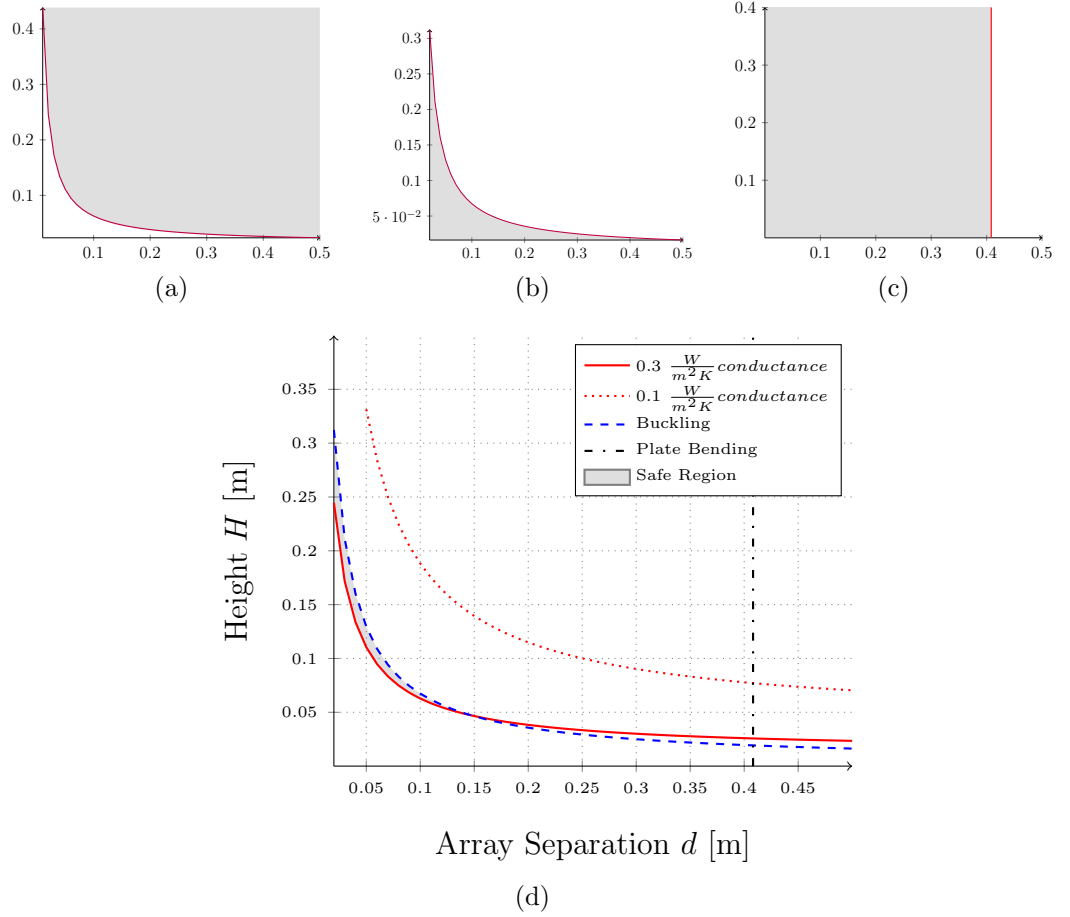 0.4
0.3
0.2
0.1
0.1 0.2 0.3 0.4 0.5
(a)
0.3
0.25
0.2
0.15
0.1
5 · 10⁻²
0.1 0.2 0.3 0.4 0.5
(b)
0.4
0.3
0.2
0.1
0.1 0.2 0.3 0.4 0.5
(c)
0.3 W/m²K conductance
0.1 W/m²K conductance
Buckling
Plate Bending
Safe Region
0.35
0.3
0.25
0.2
0.15
0.1
0.05
Height H [m]
0.05 0.1 0.15 0.2 0.25 0.3 0.35 0.4 0.45
Array Separation d [m]
(d)